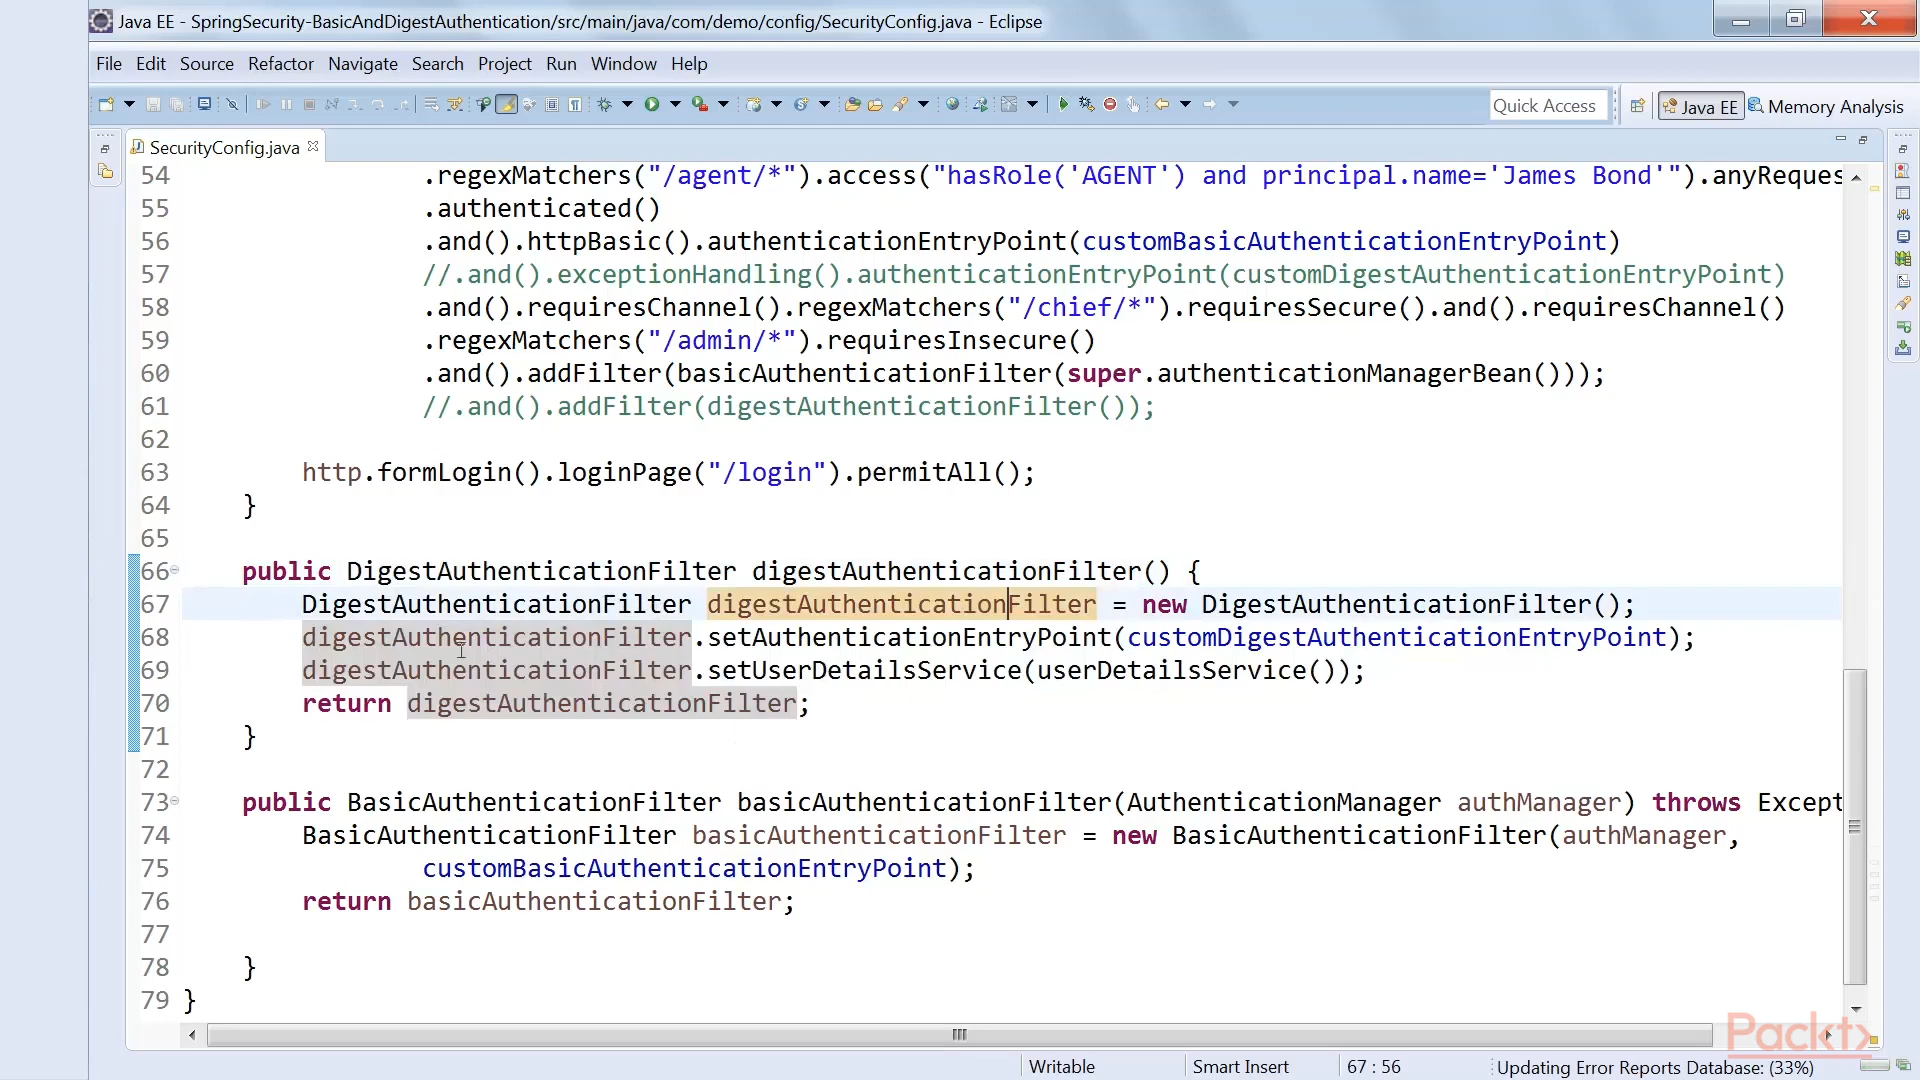 Java EE - SpringSecurity-BasicAndDigestAuthentication/src/main/java/com/demo/config/SecurityConfig.java - Eclipse
File Edit Source Refactor Navigate Search Project Run Window Help
Quick Access Java EE Memory Analysis
SecurityConfig.java
54 .regexMatchers("/agent/*").access("hasRole('AGENT') and principal.name='James Bond'").anyReques
55 .authenticated()
56 .and().httpBasic().authenticationEntryPoint(customBasicAuthenticationEntryPoint)
57 //.and().exceptionHandling().authenticationEntryPoint(customDigestAuthenticationEntryPoint)
58 .and().requiresChannel().regexMatchers("/chief/*").requiresSecure().and().requiresChannel()
59 .regexMatchers("/admin/*").requiresInsecure()
60 .and().addFilter(basicAuthenticationFilter(super.authenticationManagerBean()));
61 //.and().addFilter(digestAuthenticationFilter());
62
63 http.formLogin().loginPage("/login").permitAll();
64 }
65
66 public DigestAuthenticationFilter digestAuthenticationFilter() {
67 DigestAuthenticationFilter digestAuthenticationFilter = new DigestAuthenticationFilter();
68 digestAuthenticationFilter.setAuthenticationEntryPoint(customDigestAuthenticationEntryPoint);
69 digestAuthenticationFilter.setUserDetailsService(userDetailsService());
70 return digestAuthenticationFilter;
71 }
72
73 public BasicAuthenticationFilter basicAuthenticationFilter(AuthenticationManager authManager) throws Except
74 BasicAuthenticationFilter basicAuthenticationFilter = new BasicAuthenticationFilter(authManager,
75 customBasicAuthenticationEntryPoint);
76 return basicAuthenticationFilter;
77
78 }
79 }
Packt
Writable Smart Insert 67 : 56 Updating Error Reports Database: (33%)